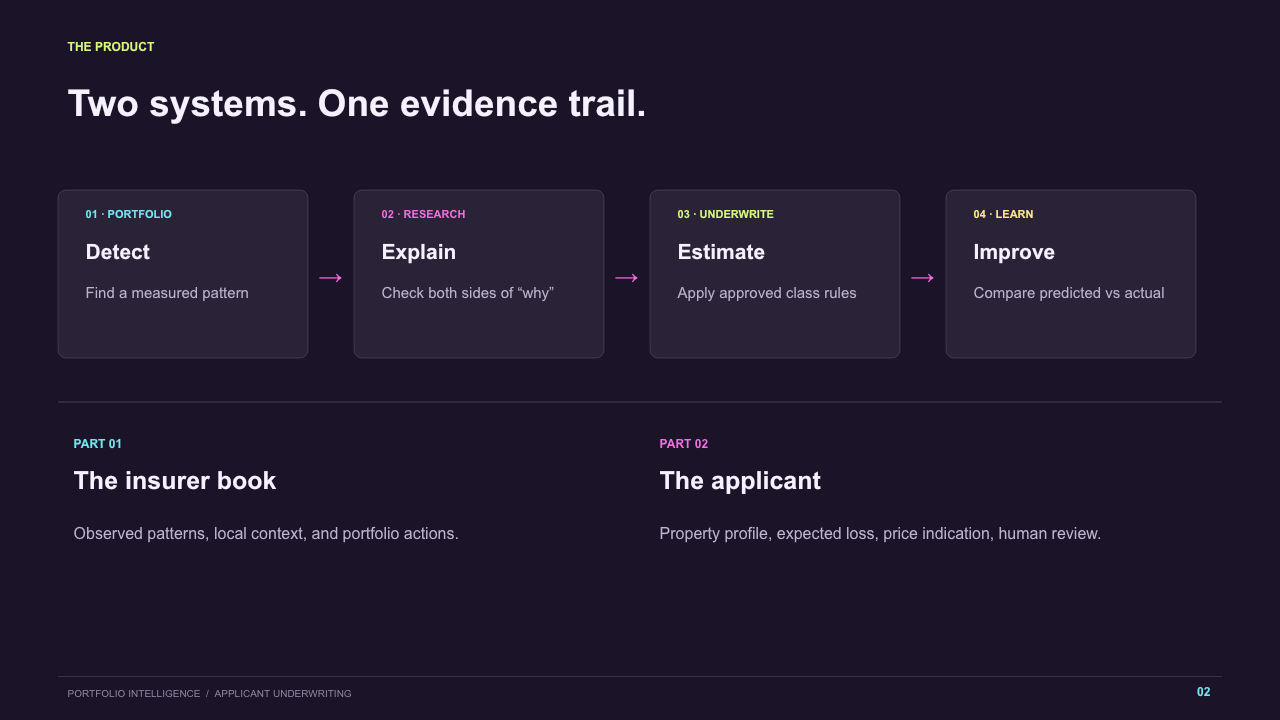 THE PRODUCT
Two systems. One evidence trail.
01 · PORTFOLIO
Detect
Find a measured pattern
→
02 · RESEARCH
Explain
Check both sides of “why”
→
03 · UNDERWRITE
Estimate
Apply approved class rules
→
04 · LEARN
Improve
Compare predicted vs actual
PART 01
The insurer book
Observed patterns, local context, and portfolio actions.
PART 02
The applicant
Property profile, expected loss, price indication, human review.
PORTFOLIO INTELLIGENCE / APPLICANT UNDERWRITING
02